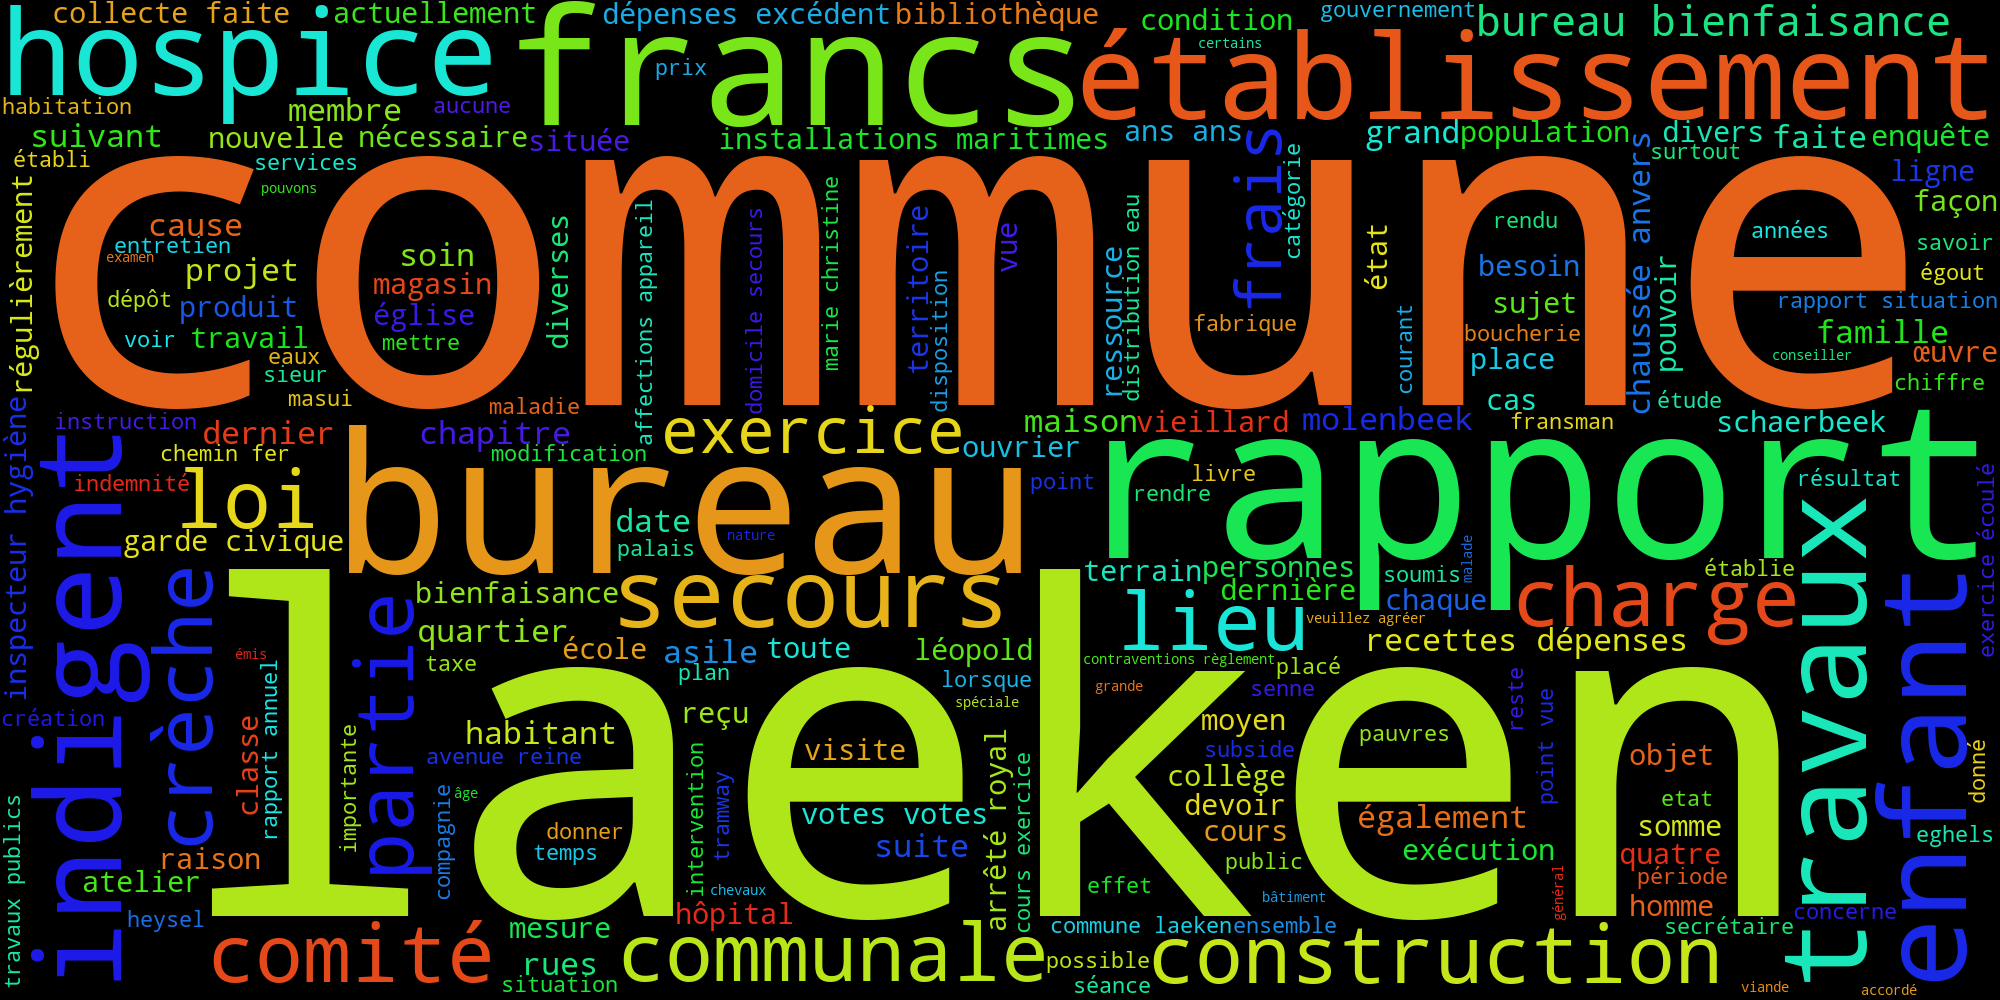 collecte faite
actuellement
dépenses excédent
bibliothèque
condition
gouvernement
bureau bienfaisance
hospice
francs
établissement
certains
prix
habitation
membre
aucune
suivant
nouvelle
nécessaire
située
installations maritimes
ans ans
grand
population
divers
faite
enquête
établi
services
surtout
ligne
pouvons
commune
régulièrement
cause
entretien
examen
projet
dépôt
produit
voir
travail
soin
magasin
église
mettre
diverses
affections appareil
domicile secours
marie christine
territoire
disposition
vue
ressource
distribution eau
frais
catégorie
fabrique
état
courant
rendu
besoin
sujet
boucherie
place
cas
chaussée anvers
pouvoir
années
façon
savoir
égout
rapport situation
famille
conseiller
œuvre
chiffre
étude
eaux
sieur
masui
maladie
instruction
dernier
chapitre
exercice
maison
vieillard
molenbeek
fransman
schaerbeek
chemin fer
modification
ouvrier
inspecteur hygiène
indigent
indemnité
loi
bureau
point
rendre
livre
rapport
résultat
exercice écoulé
garde civique
date
palais
nature
crèche
partie
bienfaisance
secours
terrain
personnes
dernière
soumis
malade
chaque
établie
charge
travaux
enfant
quartier
lieu
veuillez agréer
émis
école
asile
toute
léopold
contraventions règlement
placé
recettes dépenses
taxe
plan
lorsque
grande
senne
reste
création
laeken
classe
rapport annuel
importante
habitant
reçu
spéciale
moyen
pauvres
point vue
avenue reine
visite
subside
objet
donné
compagnie
âge
intervention
tramway
arrêté royal
cours exercice
collège
devoir
etat
votes votes
également
somme
donner
cours
eghels
temps
suite
public
exécution
quatre
raison
travaux publics
atelier
chevaux
effet
bâtiment
général
période
heysel
hôpital
homme
concerne
mesure
commune laeken
ensemble
secrétaire
comité
rues
communale
possible
construction
situation
séance
viande
accordé